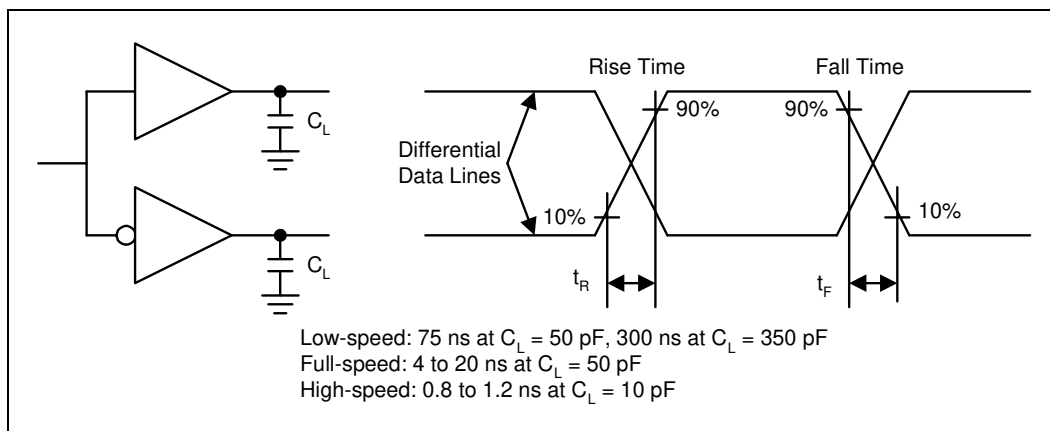 Rise Time
Fall Time
C_L
90%
90%
Differential
Data Lines
10%
10%
C_L
t_R
t_F
Low-speed: 75 ns at C_L = 50 pF, 300 ns at C_L = 350 pF
Full-speed: 4 to 20 ns at C_L = 50 pF
High-speed: 0.8 to 1.2 ns at C_L = 10 pF